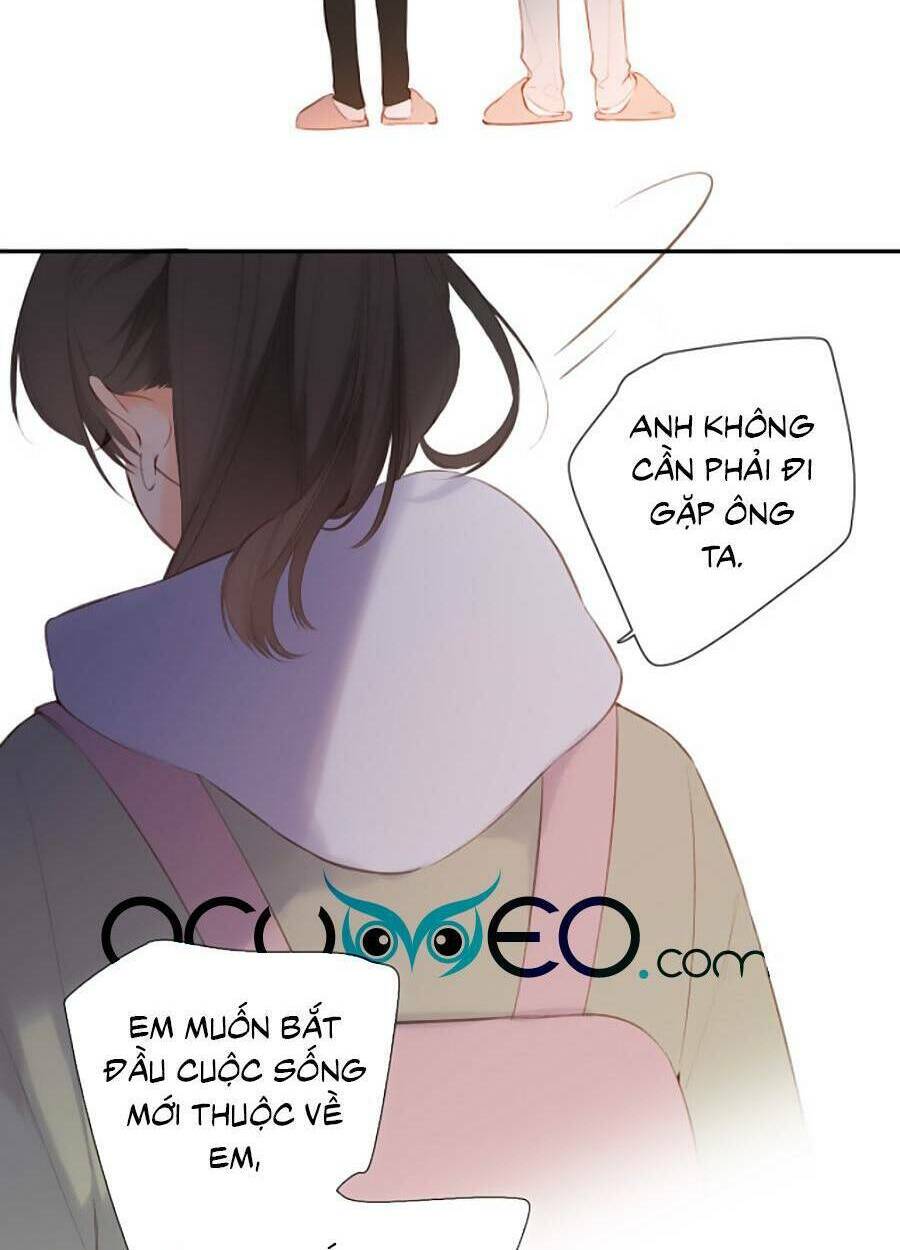 ANH KHÔNG
CẦN PHẢI ĐI
GẶP ÔNG
TA.
OCUMEO.com
EM MUỐN BẮT
ĐẦU CUỘC SỐNG
MỚI THUỘC VỀ
EM,